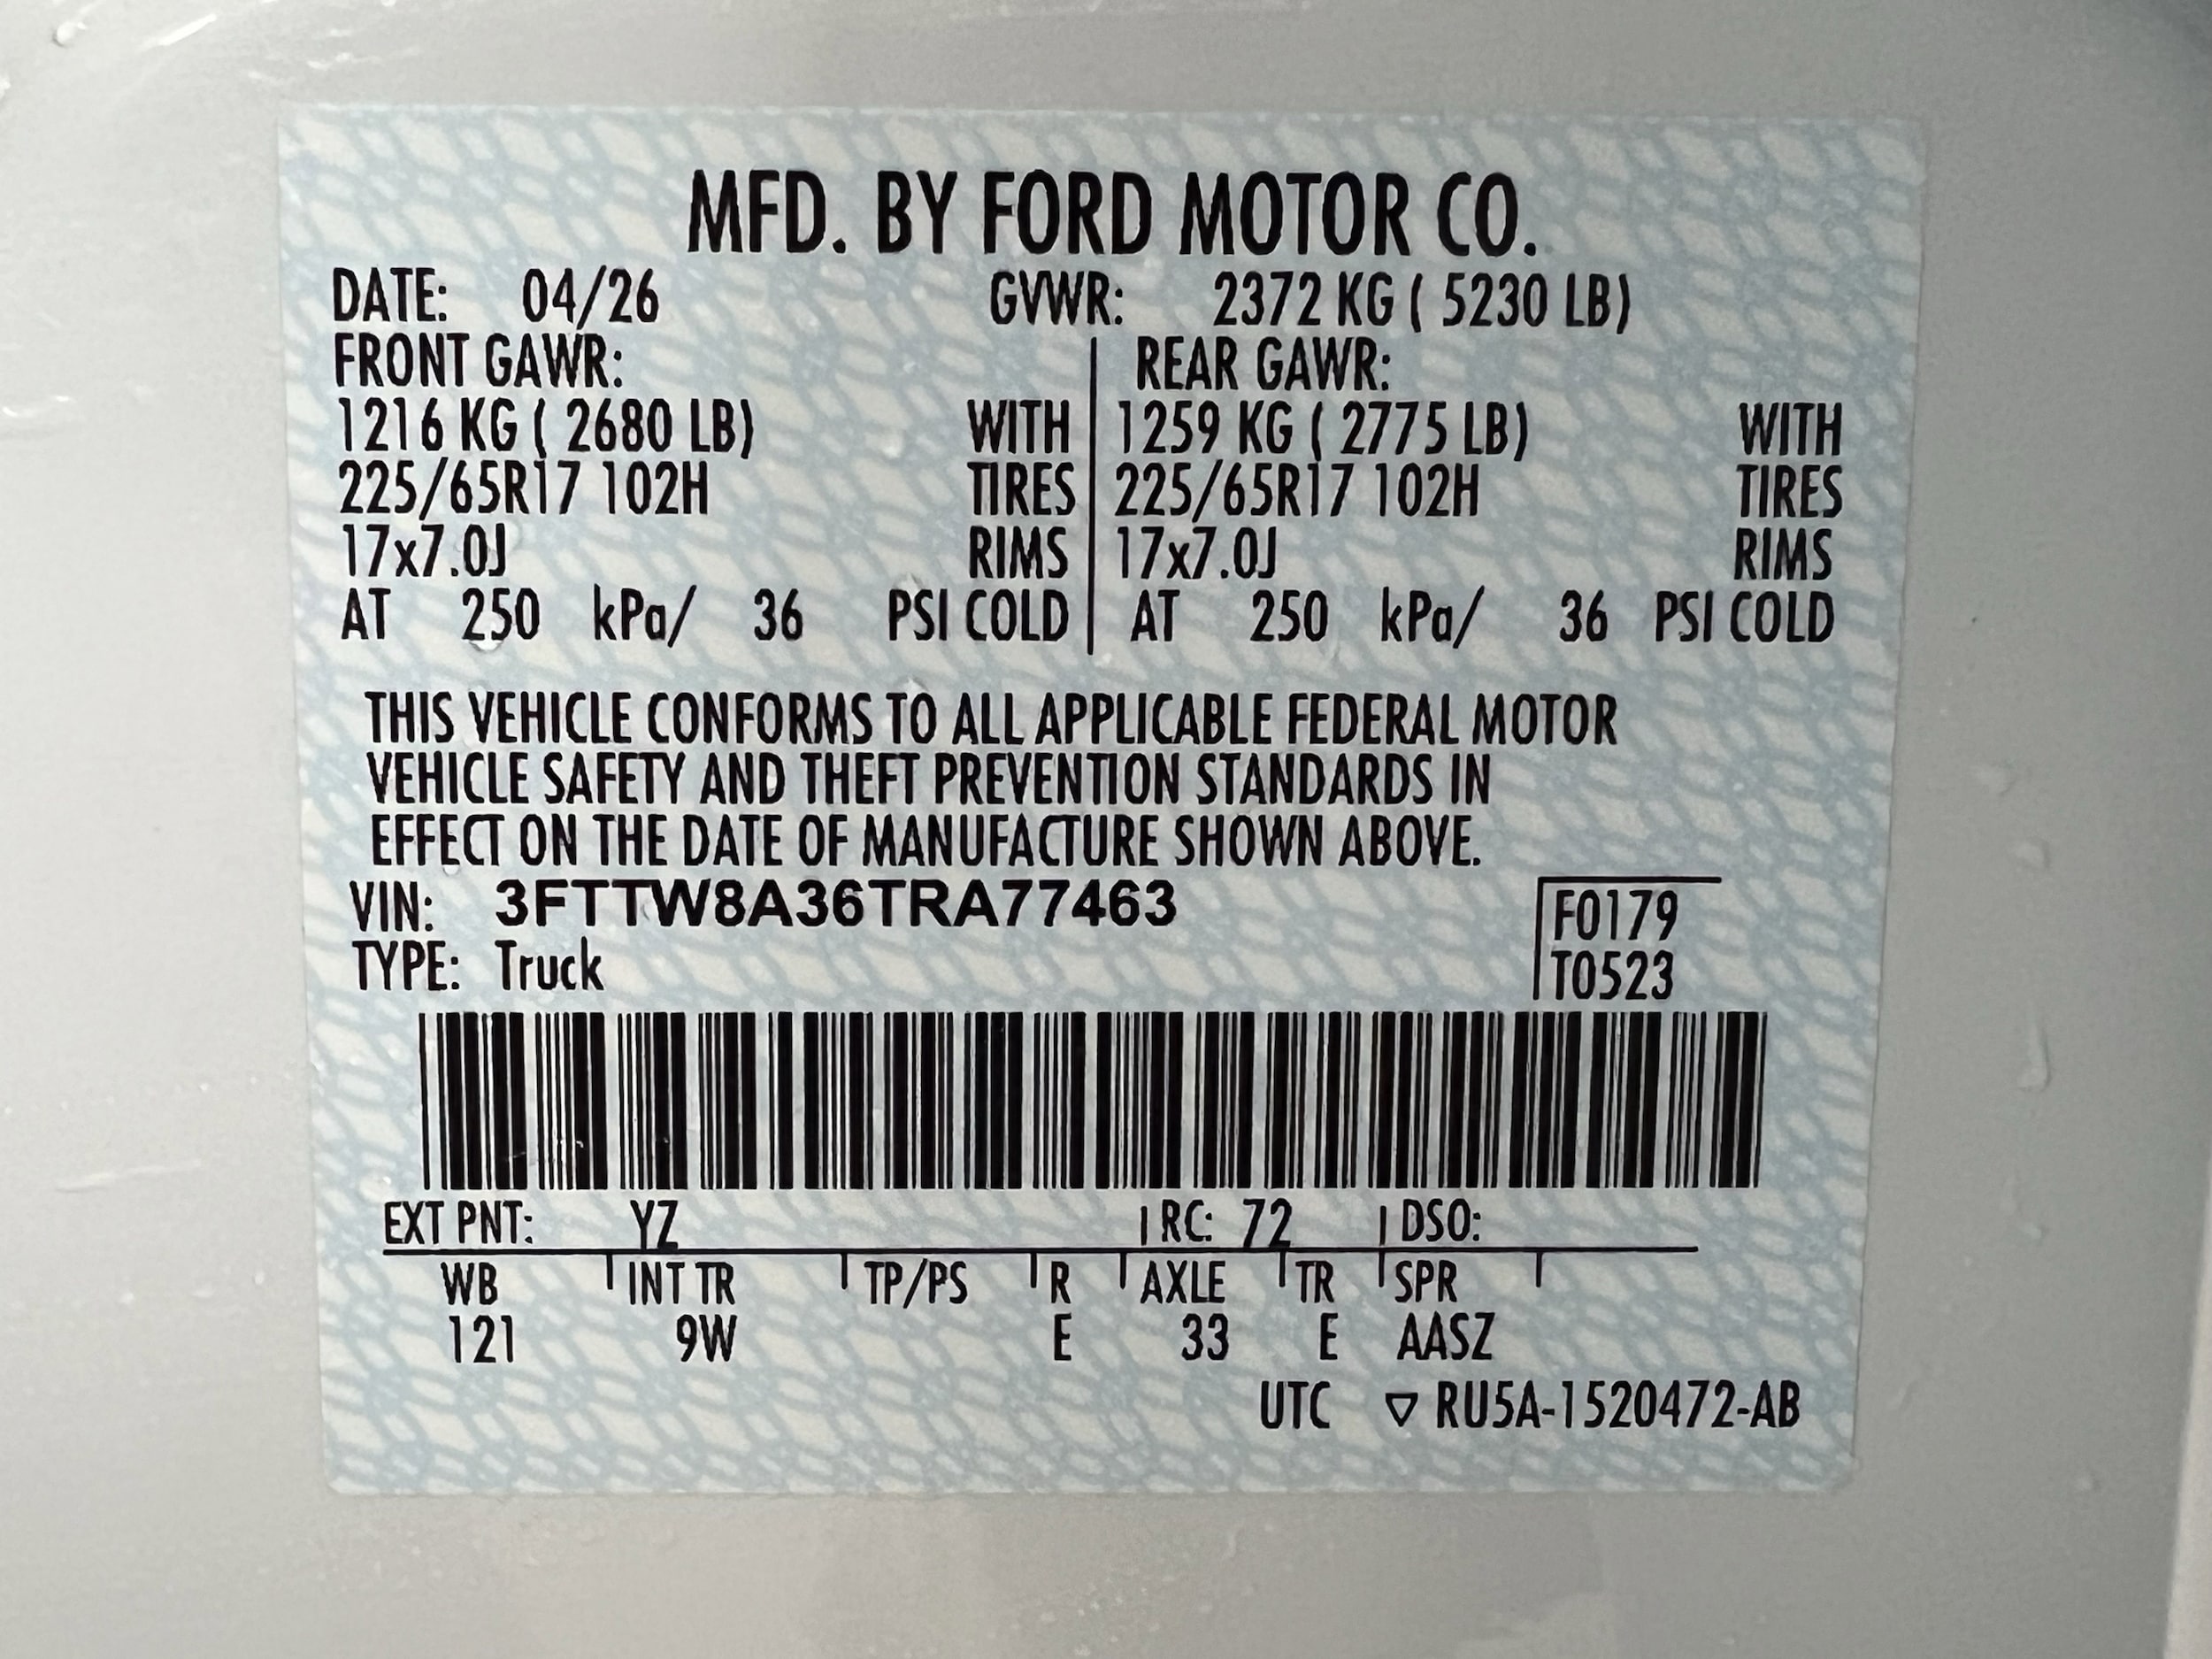 MFD. BY FORD MOTOR CO.
DATE: 04/26 GVWR: 2372 KG ( 5230 LB)
FRONT GAWR: REAR GAWR:
1216 KG ( 2680 LB) WITH 1259 KG ( 2775 LB) WITH
225/65R17 102H TIRES 225/65R17 102H TIRES
17x7.0J RIMS 17x7.0J RIMS
AT 250 kPa/ 36 PSI COLD AT 250 kPa/ 36 PSI COLD
THIS VEHICLE CONFORMS TO ALL APPLICABLE FEDERAL MOTOR
VEHICLE SAFETY AND THEFT PREVENTION STANDARDS IN
EFFECT ON THE DATE OF MANUFACTURE SHOWN ABOVE.
VIN: 3FTTW8A36TRA77463 F0179
TYPE: Truck T0523
EXT PNT: YZ RC: 72 DSO:
WB INT TR TP/PS R AXLE TR SPR
121 9W E 33 E AASZ
UTC ▽ RU5A-1520472-AB